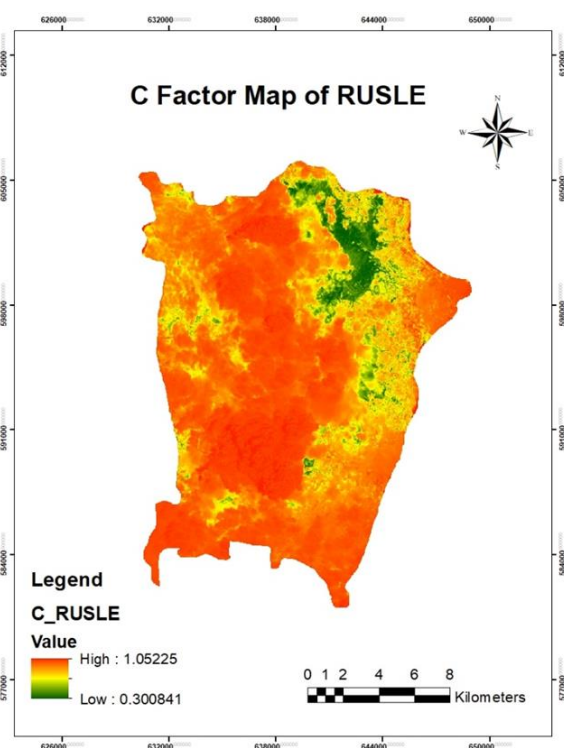 626000 632000 638000 644000 650000
612000 612000
C Factor Map of RUSLE
N
W E
S
605000 605000
598000 598000
591000 591000
584000 584000
Legend
C_RUSLE
Value
High : 1.05225
Low : 0.300841
0 1 2 4 6 8
Kilometers
577000 577000
626000 632000 638000 644000 650000